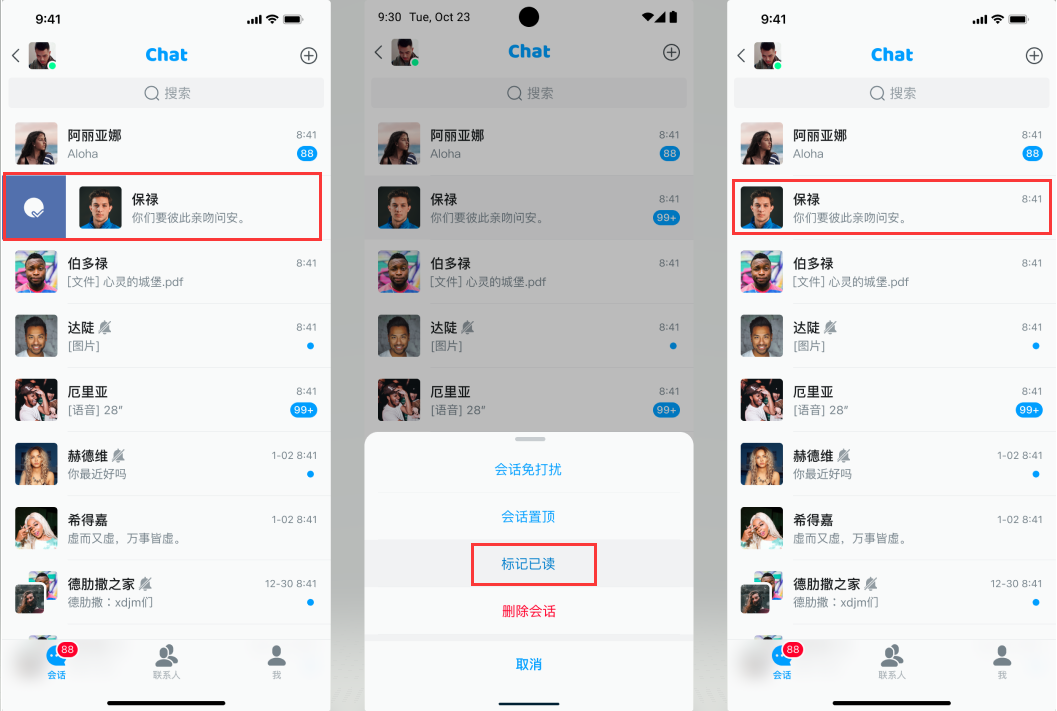 9:41
Chat
搜索
阿丽亚娜
8:41
Aloha
88
保禄
你们要彼此亲吻问安。
伯多禄
8:41
[文件] 心灵的城堡.pdf
达陡
8:41
[图片]
厄里亚
8:41
[语音] 28"
99+
赫德维
1-02 8:41
你最近好吗
希得嘉
1-02 8:41
虚而又虚，万事皆虚。
德肋撒之家
12-30 8:41
德肋撒：xdjm们
88
会话
联系人
我
9:30 Tue, Oct 23
Chat
搜索
阿丽亚娜
8:41
Aloha
88
保禄
8:41
你们要彼此亲吻问安。
99+
伯多禄
8:41
[文件] 心灵的城堡.pdf
达陡
8:41
[图片]
厄里亚
8:41
[语音] 28"
99+
会话免打扰
会话置顶
标记已读
删除会话
取消
9:41
Chat
搜索
阿丽亚娜
8:41
Aloha
88
保禄
8:41
你们要彼此亲吻问安。
伯多禄
8:41
[文件] 心灵的城堡.pdf
达陡
8:41
[图片]
厄里亚
8:41
[语音] 28"
99+
赫德维
1-02 8:41
你最近好吗
希得嘉
1-02 8:41
虚而又虚，万事皆虚。
德肋撒之家
12-30 8:41
德肋撒：xdjm们
88
会话
联系人
我